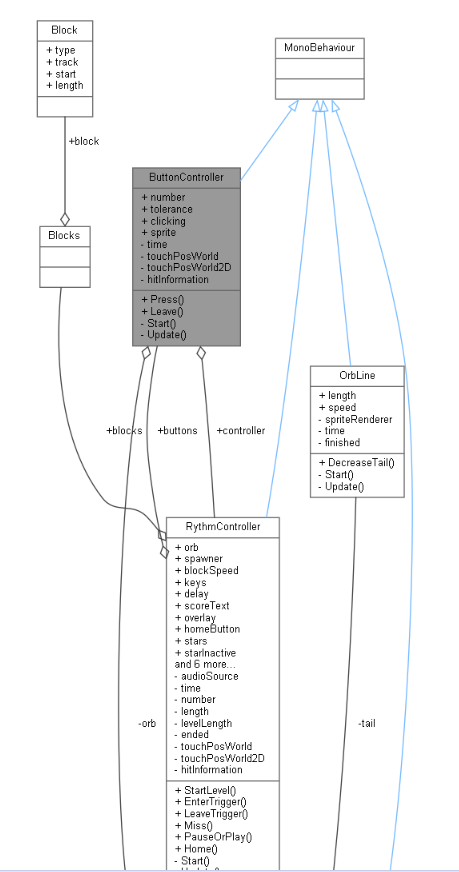 Block
+ type
+ track
+ start
+ length
MonoBehaviour
+block
ButtonController
+ number
+ tolerance
+ clicking
+ sprite
- time
- touchPosWorld
- touchPosWorld2D
- hitInformation
+ Press()
+ Leave()
- Start()
- Update()
Blocks
OrbLine
+ length
+ speed
- spriteRenderer
- time
- finished
+ DecreaseTail()
- Start()
- Update()
+blocks
+buttons
+controller
RythmController
+ orb
+ spawner
+ blockSpeed
+ keys
+ delay
+ scoreText
+ overlay
+ homeButton
+ stars
+ starInactive
and 6 more...
- audioSource
- time
- number
- length
- levelLength
- ended
- touchPosWorld
- touchPosWorld2D
- hitInformation
+ StartLevel()
+ EnterTrigger()
+ LeaveTrigger()
+ Miss()
+ PauseOrPlay()
+ Home()
- Start()
-orb
-tail